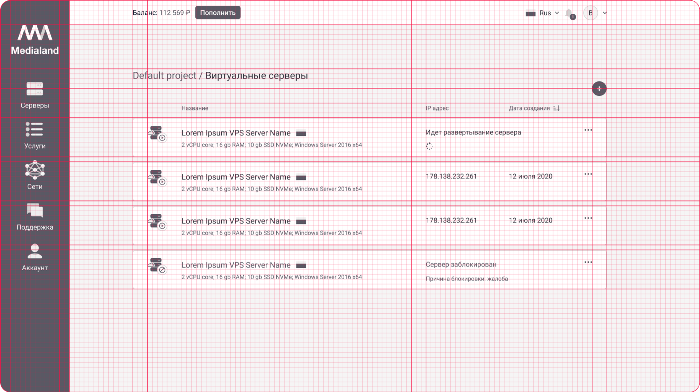 Баланс: 112 569 ₽ Пополнить Rus B
Medialand
Default project / Виртуальные серверы
+
Серверы
Услуги
Сети
Поддержка
Аккаунт
Название IP адрес Дата создания
Lorem Ipsum VPS Server Name Идет развертывание сервера
2 vCPU core; 16 gb RAM; 10 gb SSD NVMe; Windows Server 2016 x64
Lorem Ipsum VPS Server Name 178.138.232.261 12 июля 2020
2 vCPU core; 16 gb RAM; 10 gb SSD NVMe; Windows Server 2016 x64
Lorem Ipsum VPS Server Name 178.138.232.261 12 июля 2020
2 vCPU core; 16 gb RAM; 10 gb SSD NVMe; Windows Server 2016 x64
Lorem Ipsum VPS Server Name Сервер заблокирован
2 vCPU core; 16 gb RAM; 10 gb SSD NVMe; Windows Server 2016 x64 Причина блокировки: жалоба